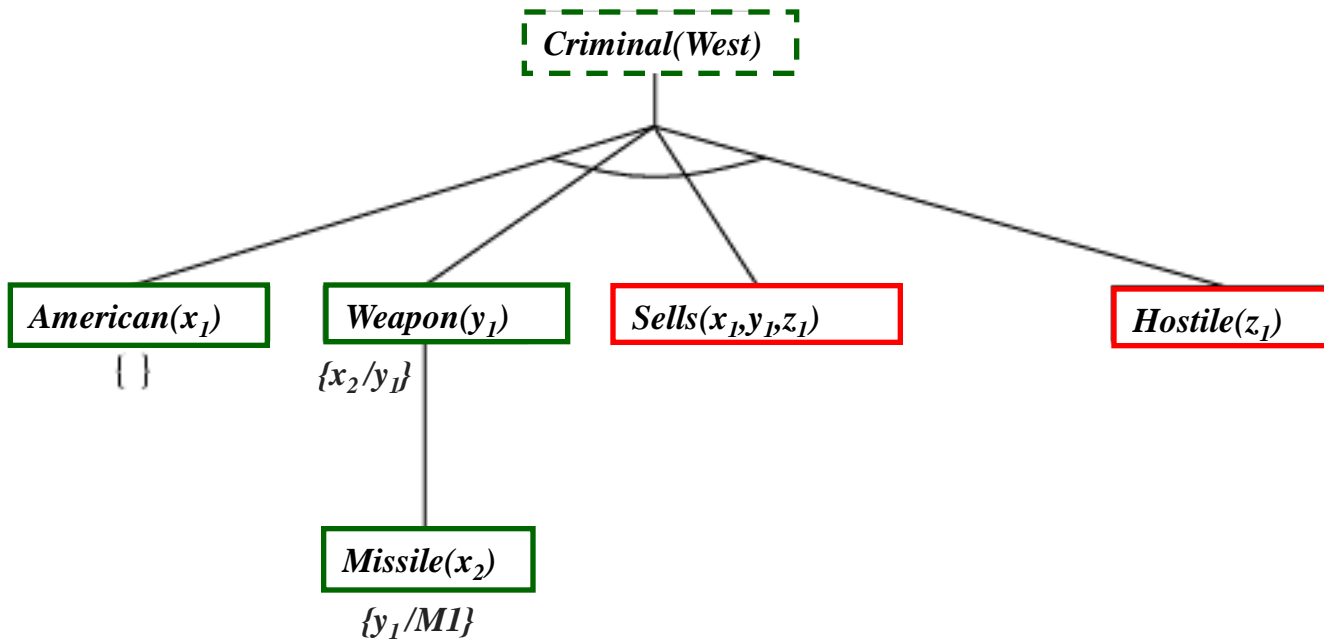 Criminal(West)
American(x₁)
Weapon(y₁)
Sells(x₁,y₁,z₁)
Hostile(z₁)
{ }
{x₂/y₁}
Missile(x₂)
{y₁/M1}